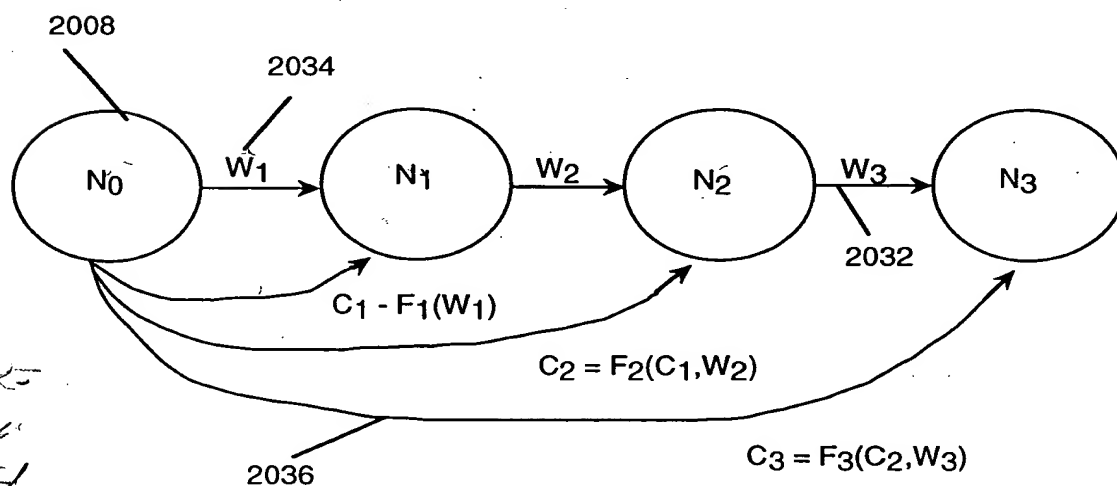 2008
2034
N0 W1 N1 W2 N2 W3 N3
2032
C1 - F1(W1)
C2 = F2(C1,W2)
2036
C3 = F3(C2,W3)